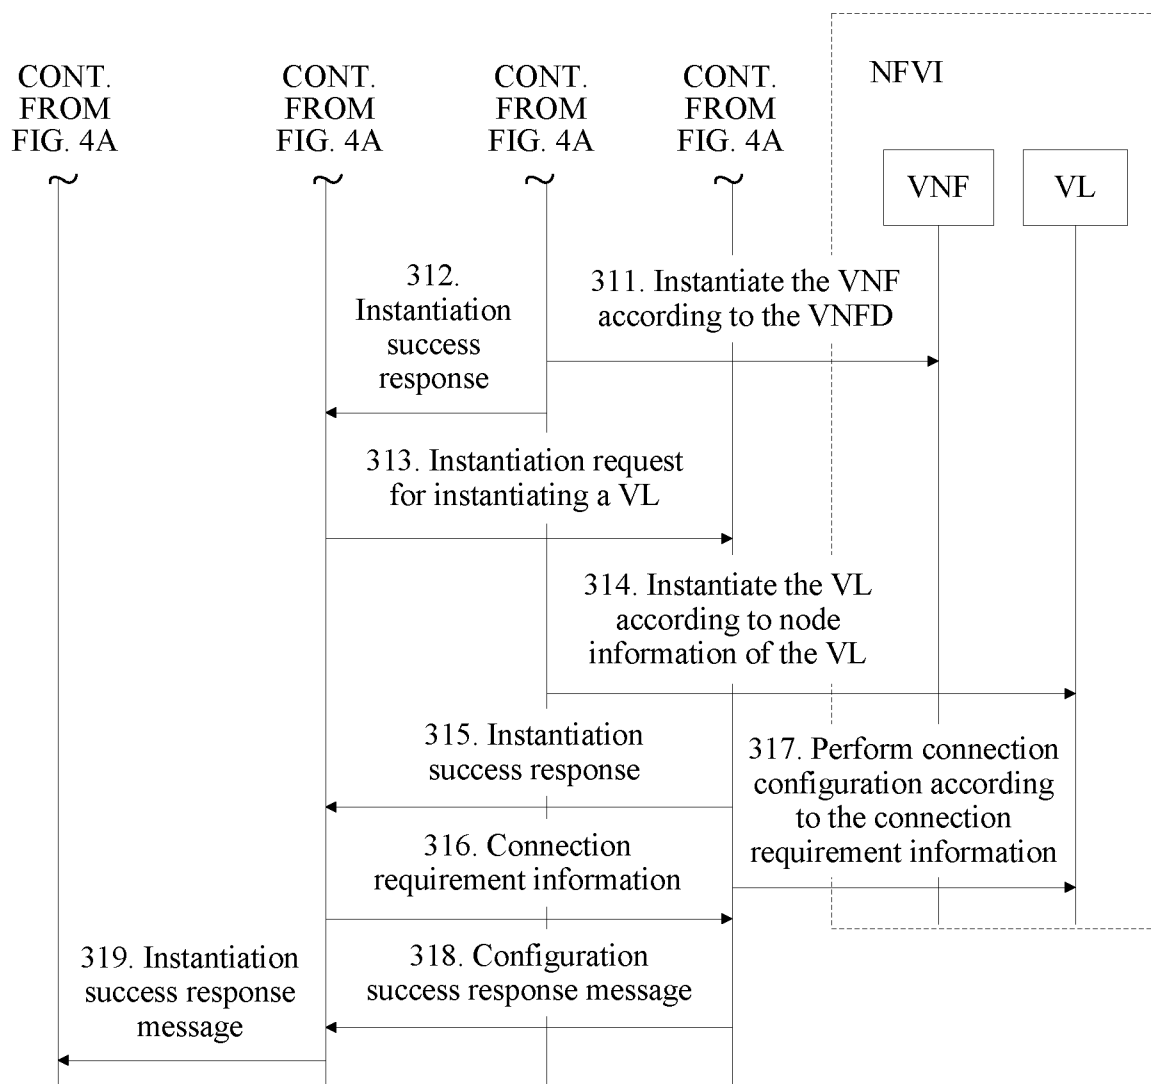 CONT.
FROM
FIG. 4A
CONT.
FROM
FIG. 4A
CONT.
FROM
FIG. 4A
CONT.
FROM
FIG. 4A
NFVI
VNF
VL
311. Instantiate the VNF
according to the VNFD
312.
Instantiation
success
response
313. Instantiation request
for instantiating a VL
314. Instantiate the VL
according to node
information of the VL
315. Instantiation
success response
316. Connection
requirement information
317. Perform connection
configuration according
to the connection
requirement information
318. Configuration
success response message
319. Instantiation
success response
message